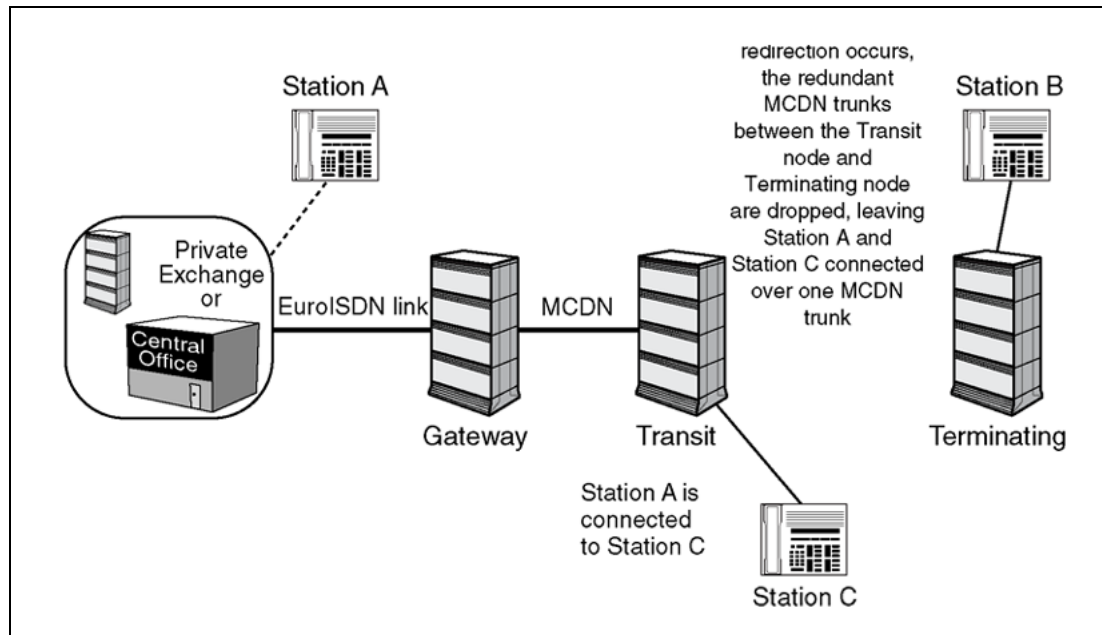 Station A
redirection occurs,
the redundant
MCDN trunks
between the Transit
node and
Terminating node
are dropped, leaving
Station A and
Station C connected
over one MCDN
trunk
Station B
Private
Exchange
or
Central
Office
EuroISDN link
MCDN
Gateway
Transit
Terminating
Station A is
connected
to Station C
Station C